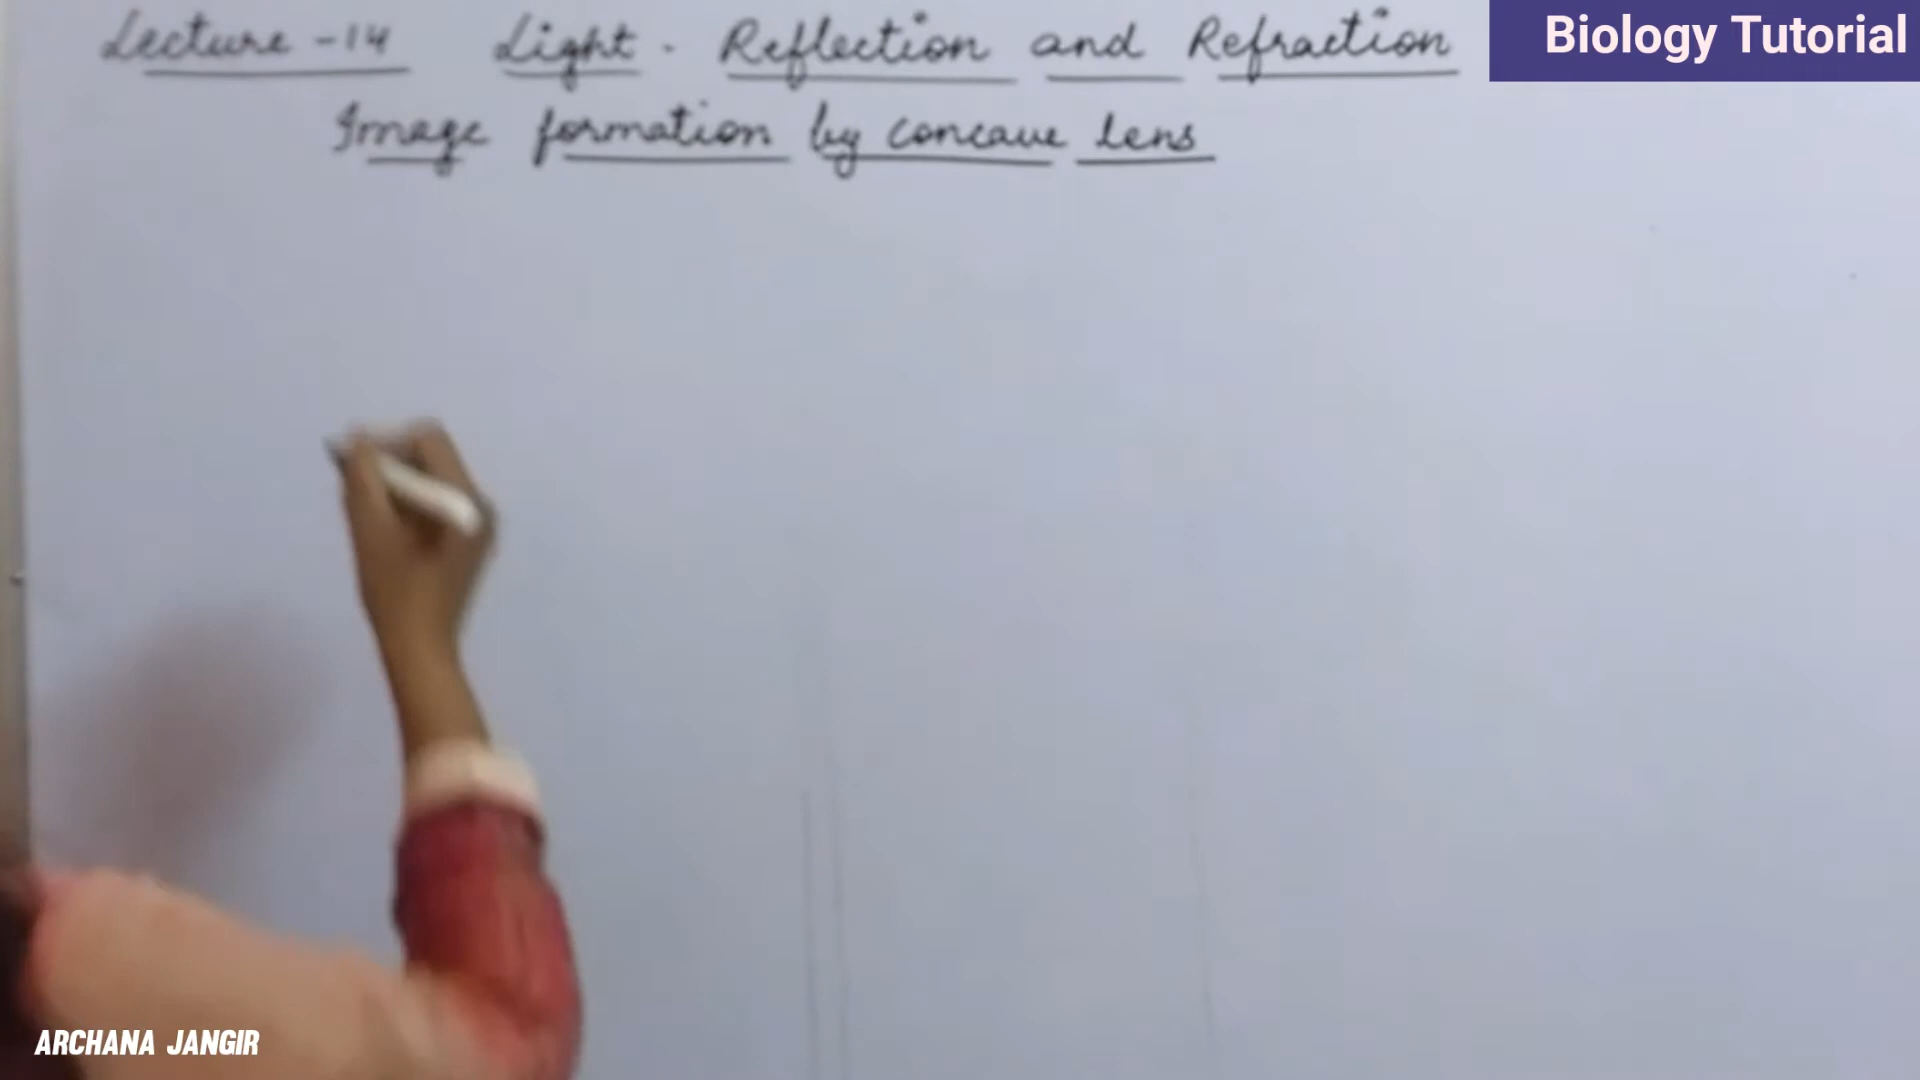 Lecture - 14 Light - Reflection and Refraction
Biology Tutorial
Image formation by concave lens
ARCHANA JANGIR